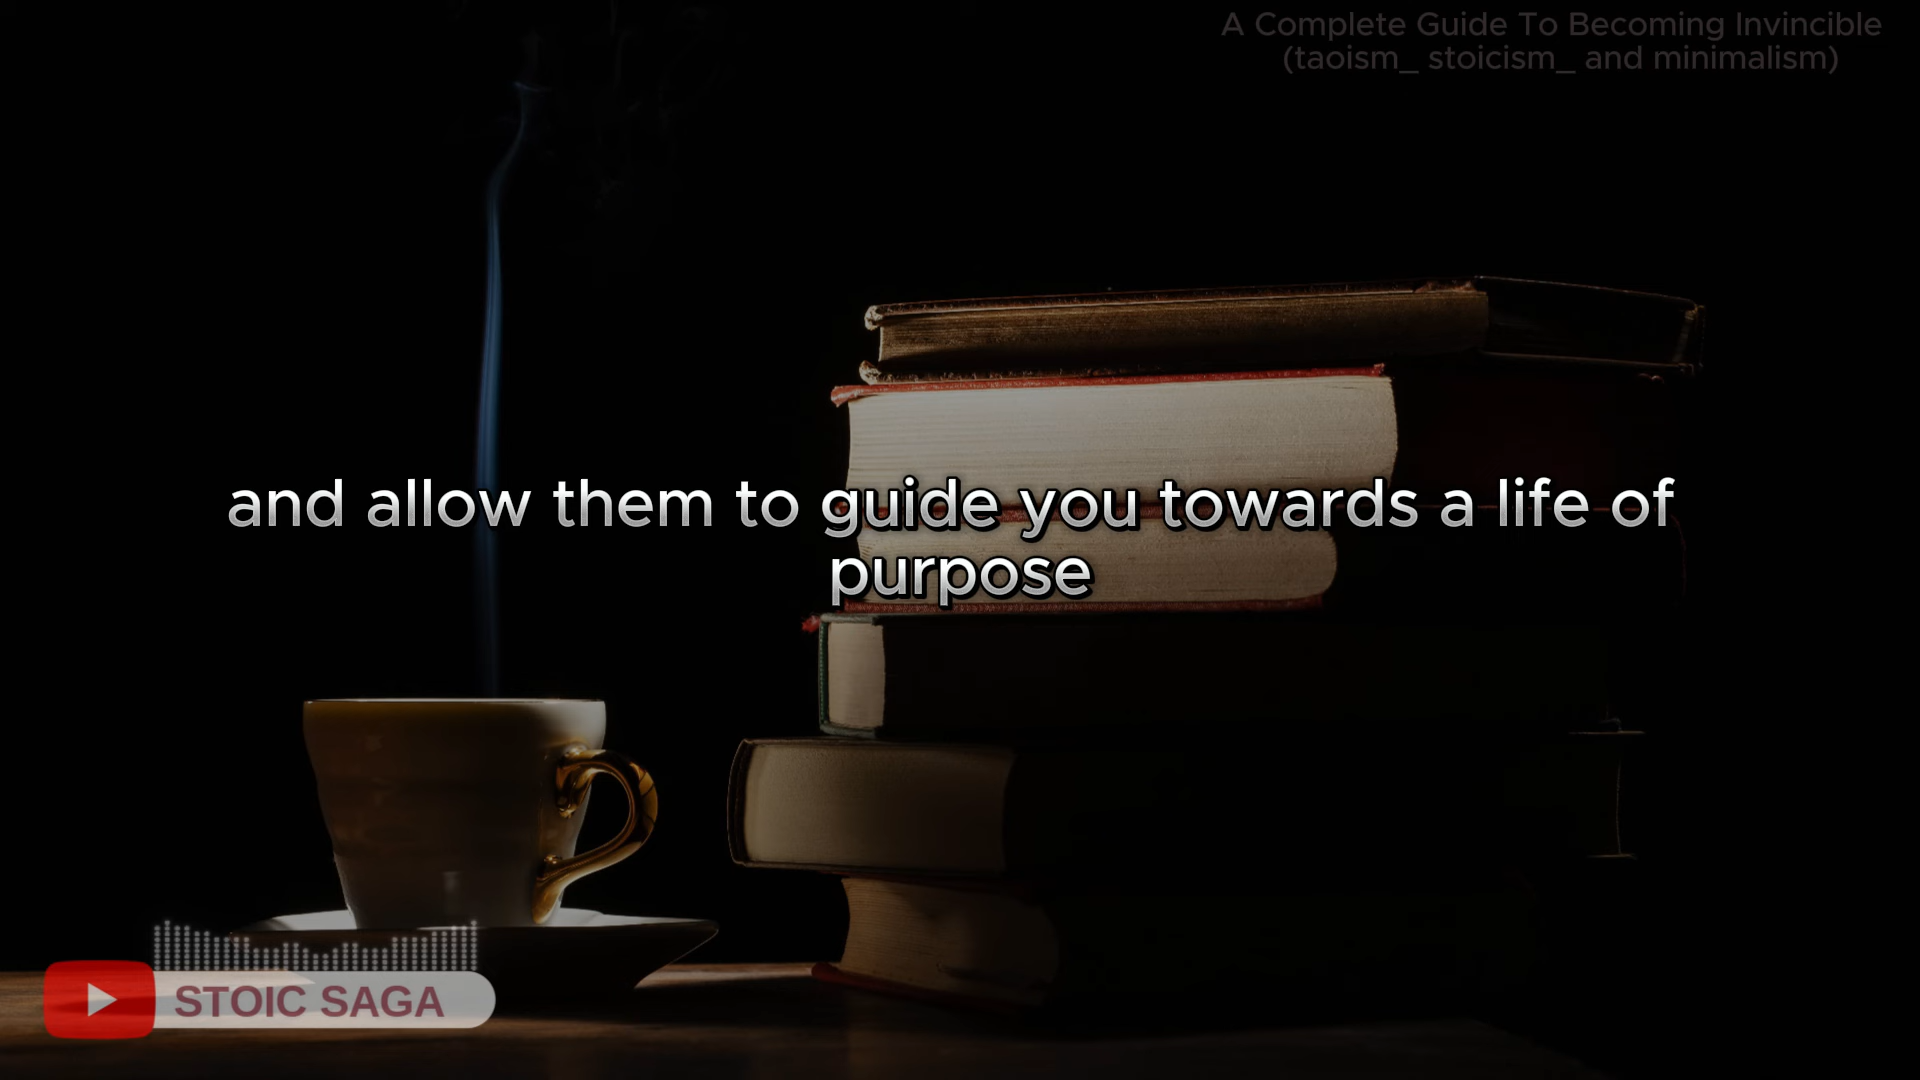 A Complete Guide To Becoming Invincible
(taoism_ stoicism_ and minimalism)
and allow them to guide you towards a life of
purpose
STOIC SAGA